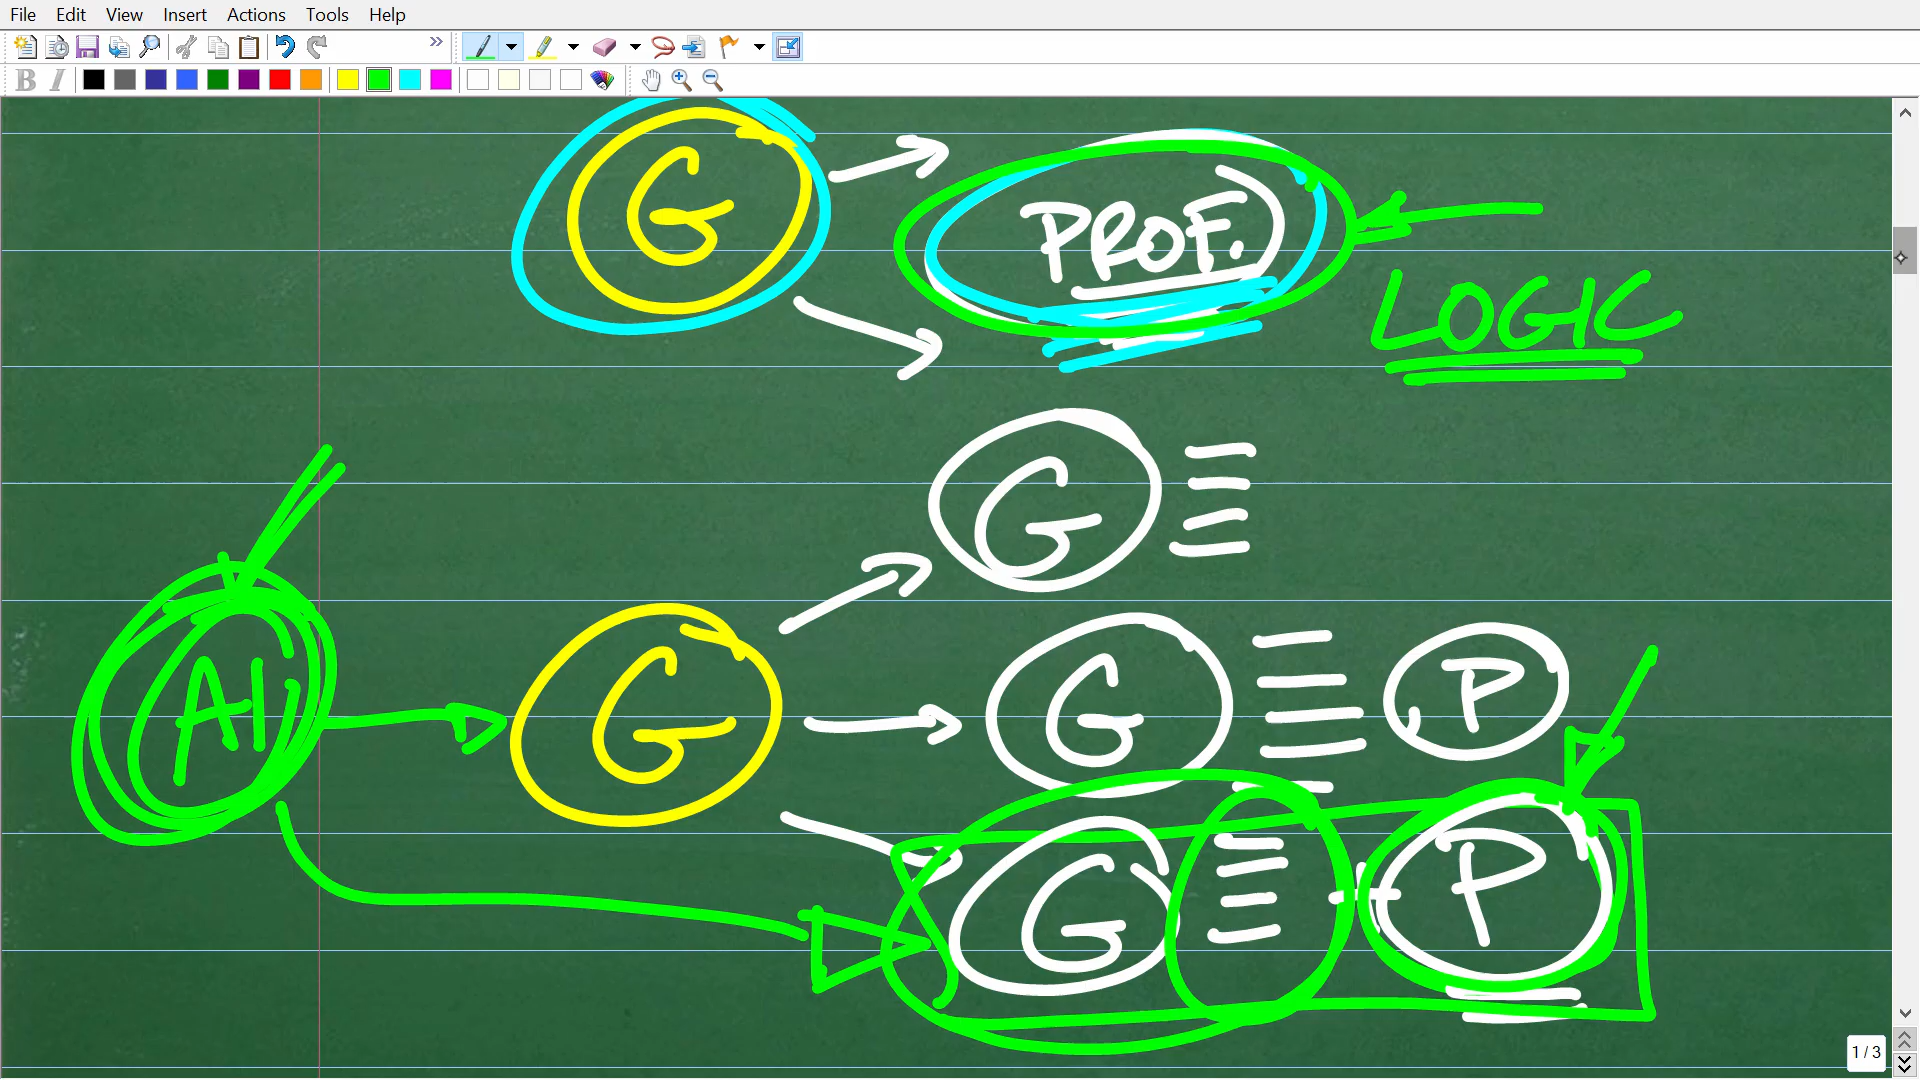 File Edit View Insert Actions Tools Help
B I
G PROF.
LOGIC
G
AI G G P
G P
1 / 3